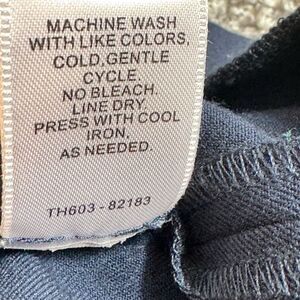 MACHINE WASH
WITH LIKE COLORS,
COLD, GENTLE
CYCLE.
NO BLEACH.
LINE DRY.
PRESS WITH COOL
IRON,
AS NEEDED.
TH603 - 82183